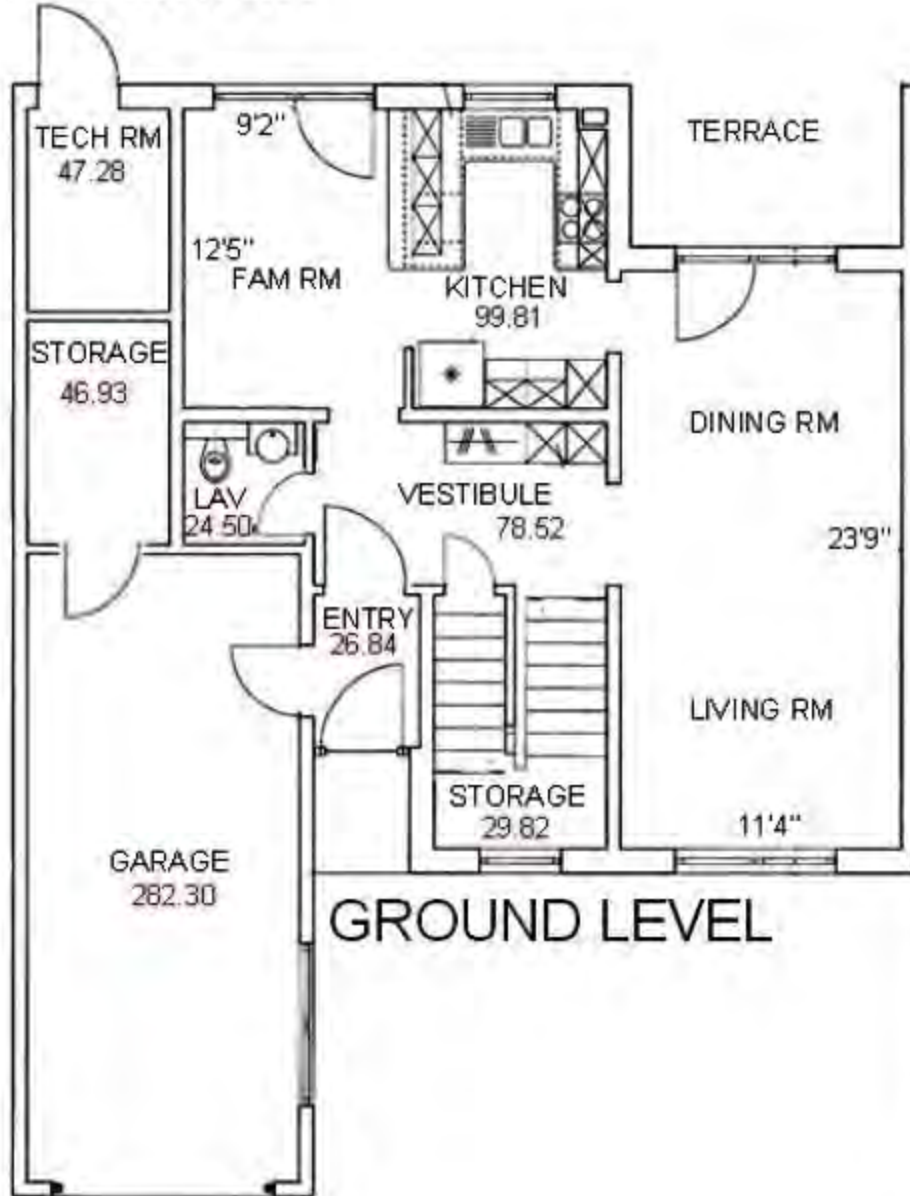 TECH RM
47.28
9'2"
12'5"
FAM RM
KITCHEN
99.81
TERRACE
STORAGE
46.93
DINING RM
LAV
24.50
VESTIBULE
78.52
23'9"
ENTRY
26.84
LIVING RM
STORAGE
29.82
11'4"
GARAGE
282.30
GROUND LEVEL